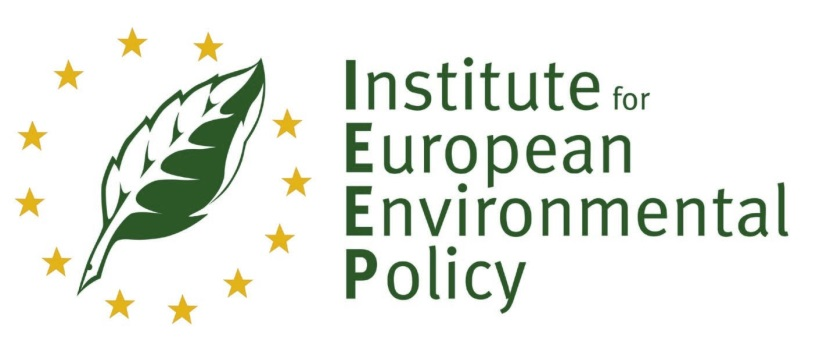 Institute for
European
Environmental
Policy